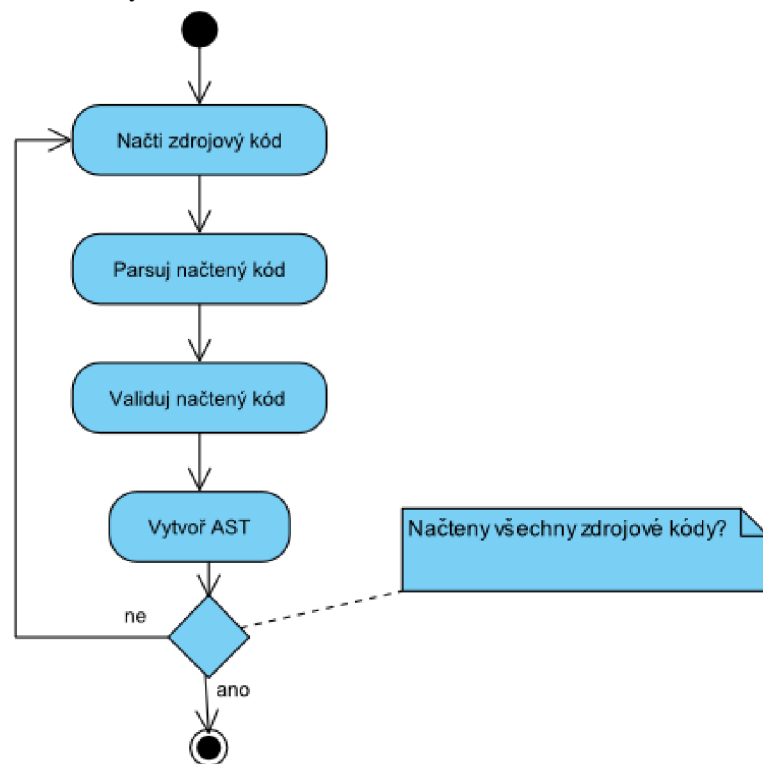 Načti zdrojový kód
Parsuj načtený kód
Validuj načtený kód
Vytvoř AST
Načteny všechny zdrojové kódy?
ne
ano